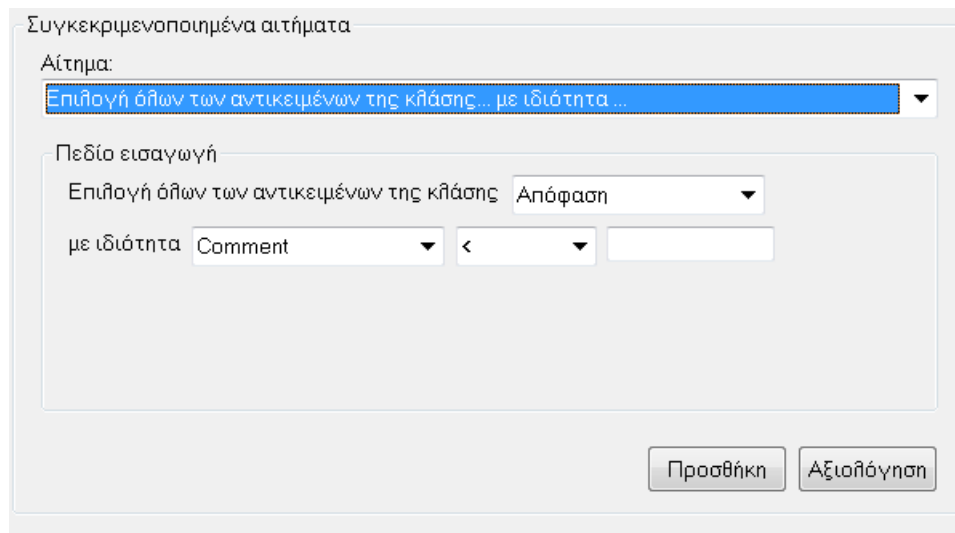 Συγκεκριμενοποιημένα αιτήματα
Αίτημα:
Επιλογή όλων των αντικειμένων της κλάσης... με ιδιότητα ...
Πεδίο εισαγωγή
Επιλογή όλων των αντικειμένων της κλάσης Απόφαση
με ιδιότητα Comment <
Προσθήκη Αξιολόγηση